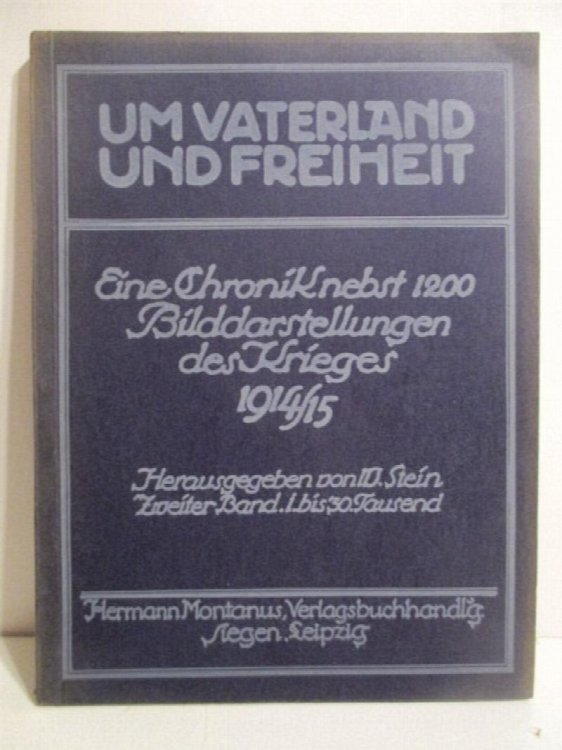 UM VATERLAND
UND FREIHEIT
Eine Chronik nebst 1200
Bilddarstellungen
des Krieges
1914/15
Herausgegeben von W. Stein
Zweiter Band. 1. bis 30. Tausend
Hermann Montanus, Verlagsbuchhandl'g.
Siegen. Leipzig